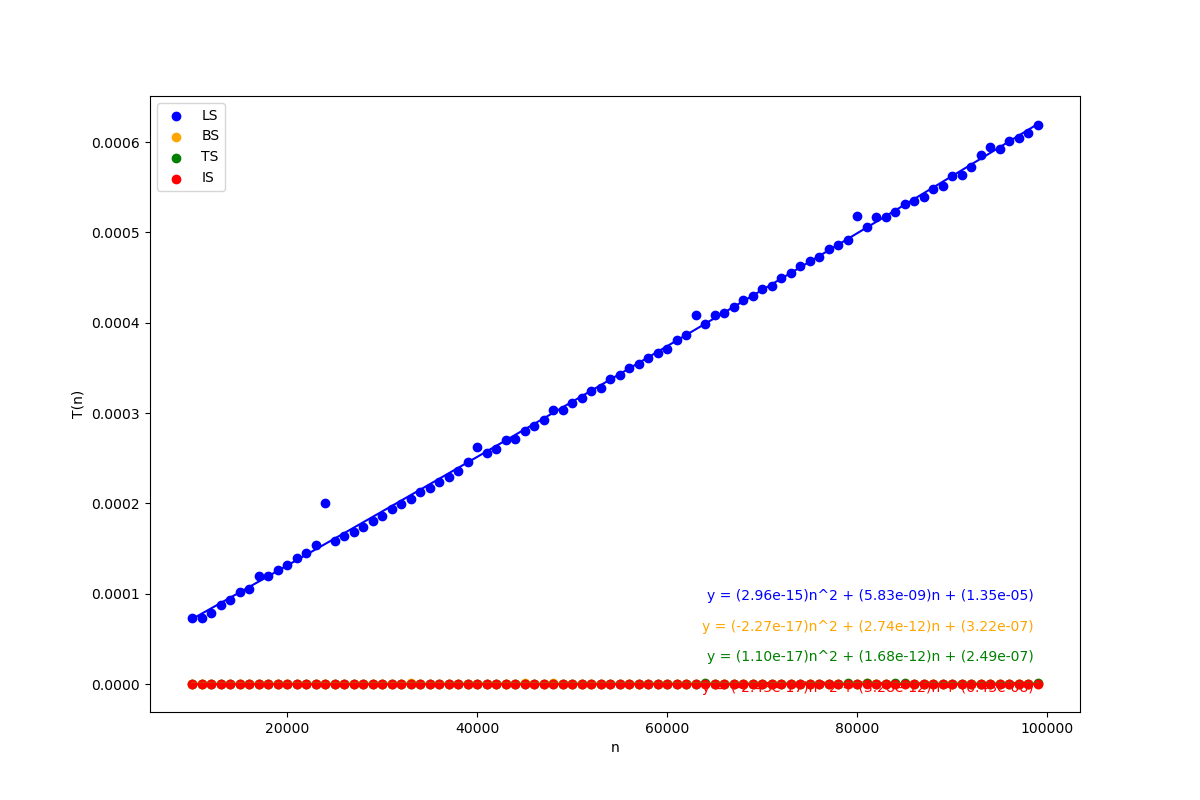 LS
BS
TS
IS
0.0006
0.0005
0.0004
0.0003
0.0002
0.0001
0.0000
T(n)
y = (2.96e-15)n^2 + (5.83e-09)n + (1.35e-05)
y = (-2.27e-17)n^2 + (2.74e-12)n + (3.22e-07)
y = (1.10e-17)n^2 + (1.68e-12)n + (2.49e-07)
20000 40000 60000 80000 100000
n